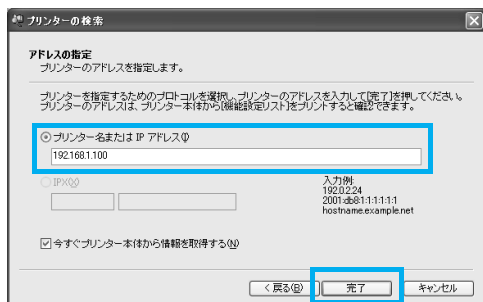 プリンターの検索
アドレスの指定
プリンターのアドレスを指定します。
プリンターを指定するためのプロトコルを選択し、プリンターのアドレスを入力して[完了]を押してください。
プリンターのアドレスは、プリンター本体から[機能設定リスト]をプリントすると確認できます。
プリンター名または IP アドレス(I)
192.168.1.100
IPX(X)
入力例:
192.0.2.24
2001:db8:1:1:1:1:1:1
hostname.example.net
今すぐプリンター本体から情報を取得する(N)
< 戻る(B)
完了
キャンセル